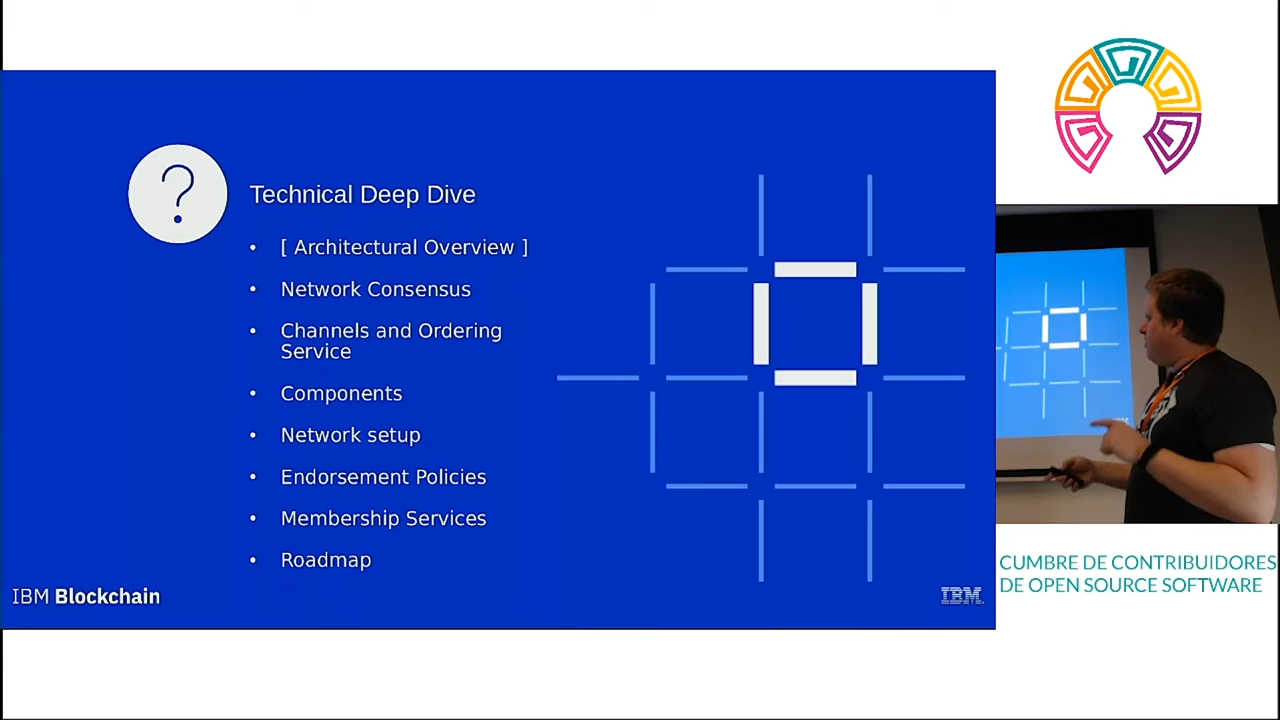 ?
Technical Deep Dive
• [ Architectural Overview ]
• Network Consensus
• Channels and Ordering
Service
• Components
• Network setup
• Endorsement Policies
• Membership Services
• Roadmap
IBM Blockchain
IBM
CUMBRE DE CONTRIBUIDORES
DE OPEN SOURCE SOFTWARE